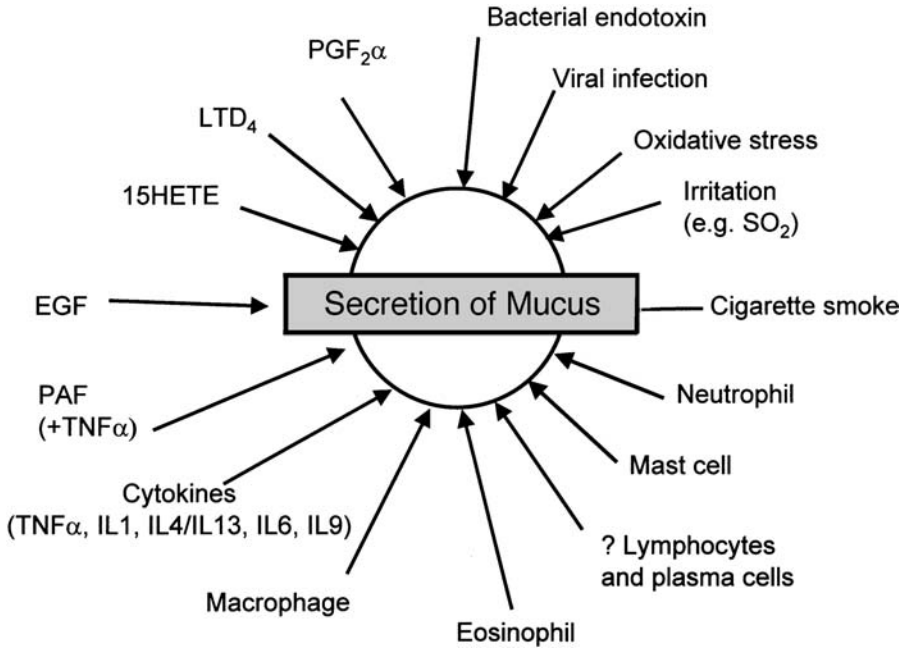 Bacterial endotoxin
PGF₂α
Viral infection
LTD₄
Oxidative stress
15HETE
Irritation
(e.g. SO₂)
EGF
Secretion of Mucus
Cigarette smoke
PAF
(+TNFα)
Neutrophil
Mast cell
Cytokines
(TNFα, IL1, IL4/IL13, IL6, IL9)
? Lymphocytes
and plasma cells
Macrophage
Eosinophil